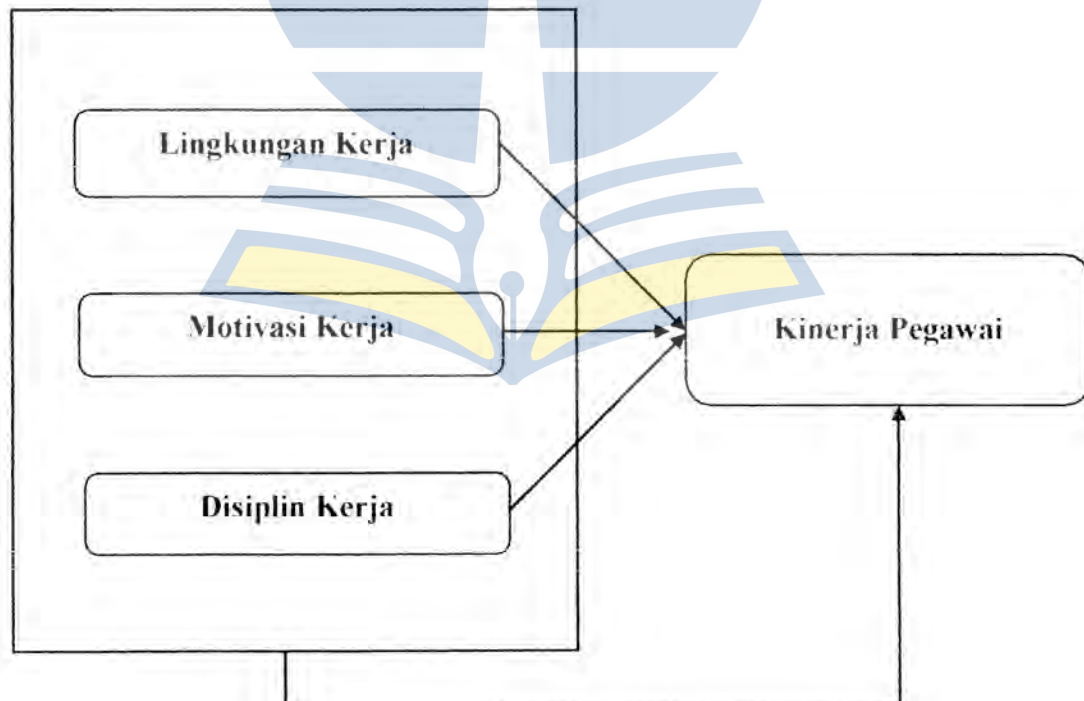 Lingkungan Kerja
Motivasi Kerja
Kinerja Pegawai
Disiplin Kerja